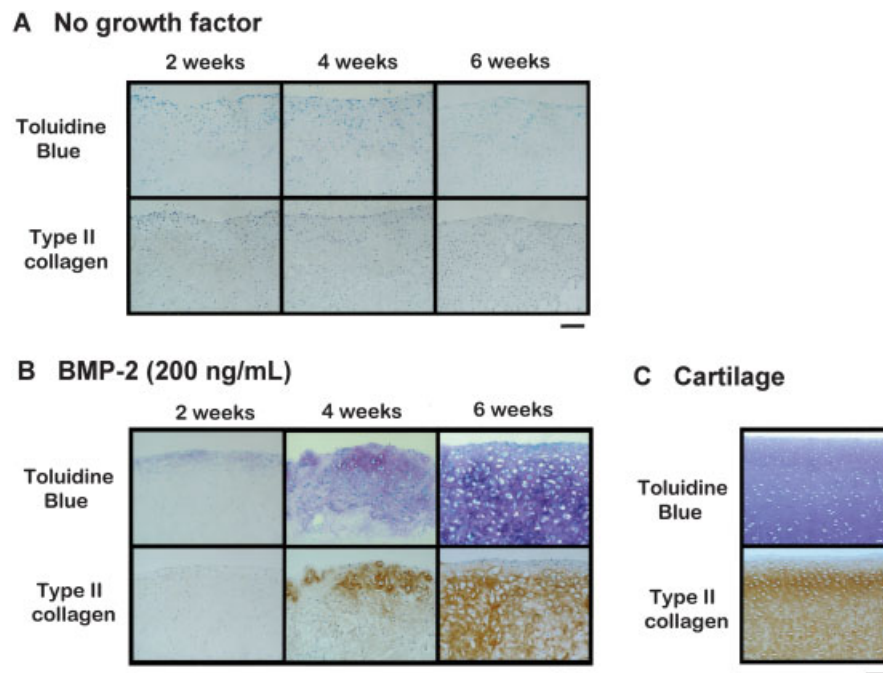 A No growth factor
2 weeks 4 weeks 6 weeks
Toluidine
Blue
Type II
collagen
B BMP-2 (200 ng/mL)
2 weeks 4 weeks 6 weeks
Toluidine
Blue
Type II
collagen
C Cartilage
Toluidine
Blue
Type II
collagen